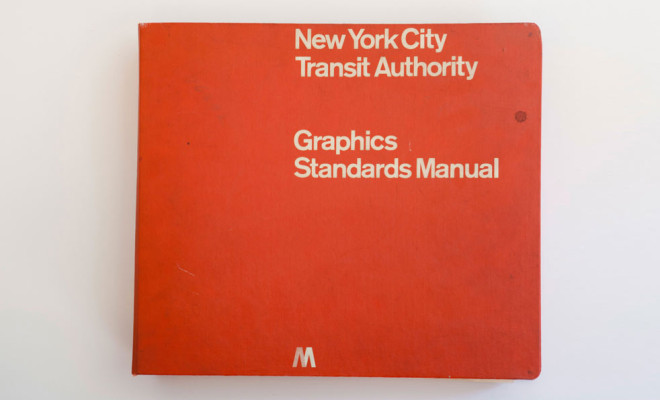 New York City
Transit Authority
Graphics
Standards Manual
M